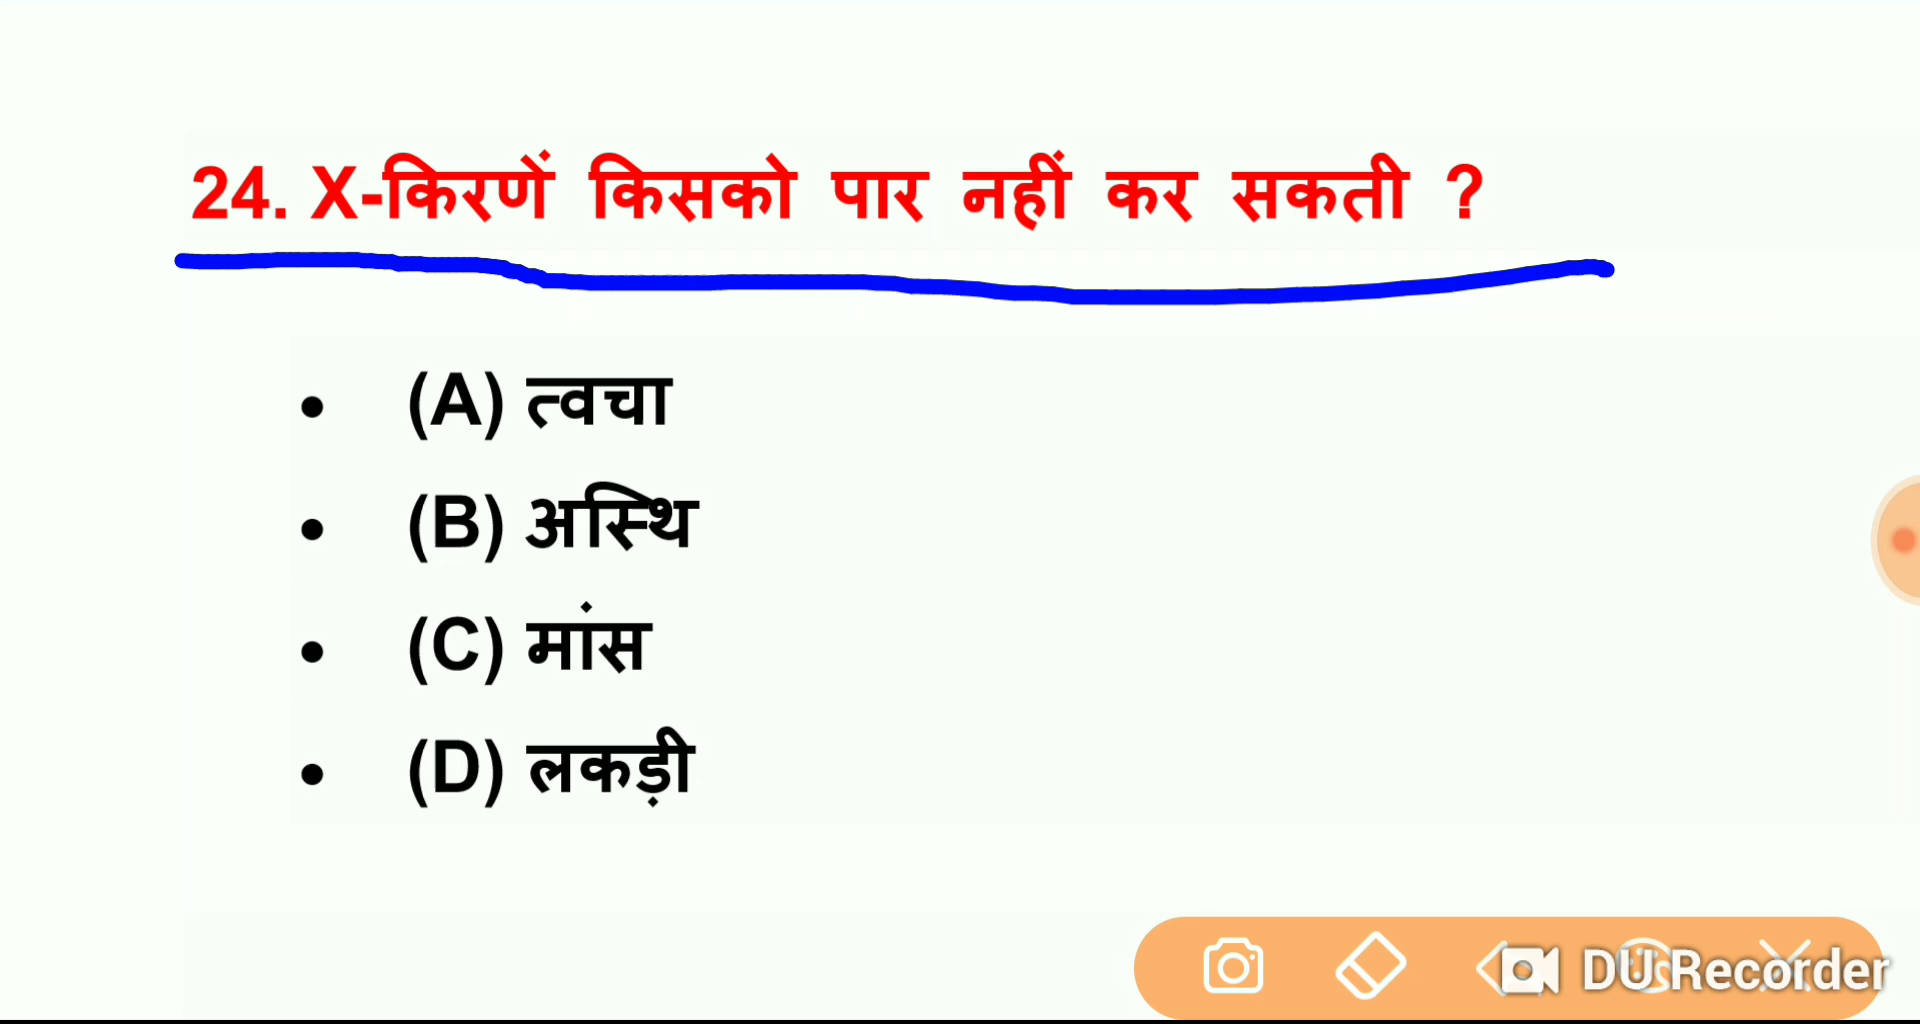 24. X-किरणें किसको पार नहीं कर सकती ?
• (A) त्वचा
• (B) अस्थि
• (C) मांस
• (D) लकड़ी
DU Recorder